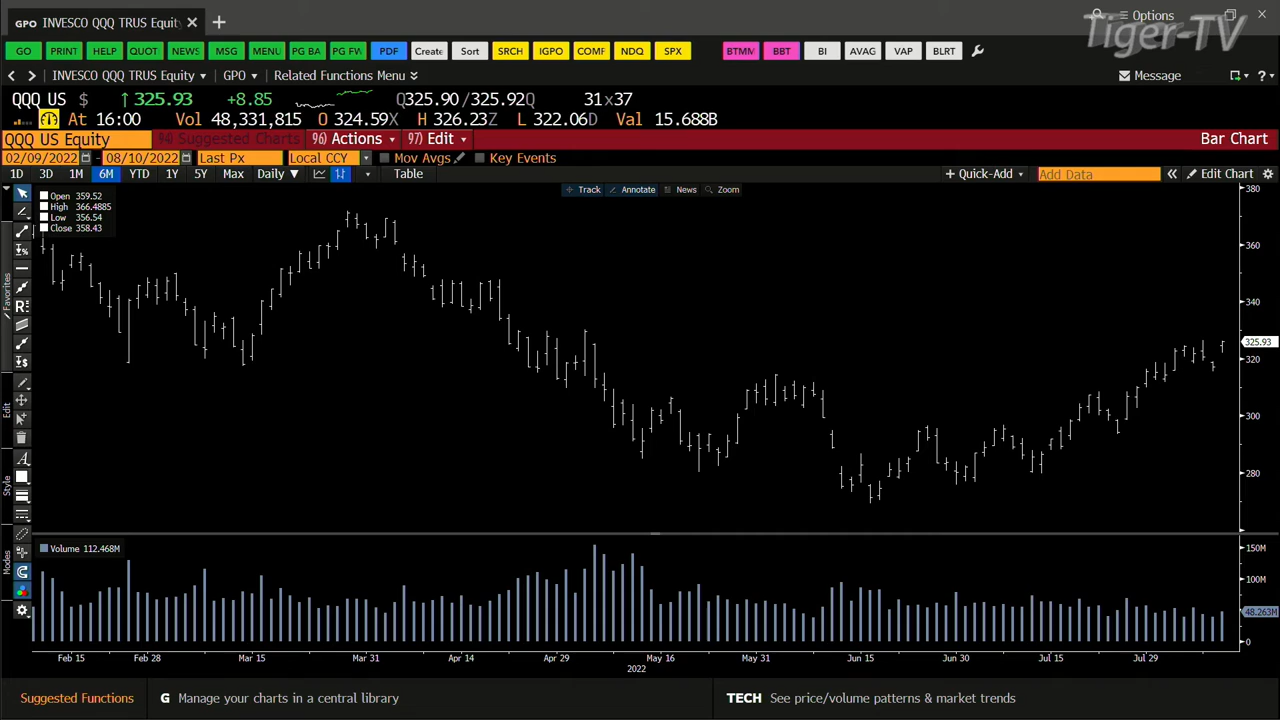 GPO INVESCO QQQ TRUS Equity × +
Options
Tiger-TV
GO PRINT HELP QUOT NEWS MSG MENU PG BA PG FW PDF Create Sort SRCH IGPO COMF NDQ SPX BTMM BBT BI AVAG VAP BLRT
INVESCO QQQ TRUS Equity GPO Related Functions Menu Message ?
QQQ US $ ↑ 325.93 +8.85 Q325.90/325.92Q 31x37
At 16:00 Vol 48,331,815 O 324.59X H 326.23Z L 322.06D Val 15.688B
QQQ US Equity 94) Suggested Charts 96) Actions 97) Edit Bar Chart
02/09/2022 - 08/10/2022 Last Px Local CCY Mov Avgs Key Events
1D 3D 1M 6M YTD 1Y 5Y Max Daily ▼ Table + Quick-Add Add Data « Edit Chart
Track Annotate News Zoom
Open 359.52
High 366.4885
Low 356.54
Close 358.43
380
360
340
325.93
320
300
280
Favorites
Edit
Style
Modes
Volume 112.468M
150M
100M
48.263M
0
Feb 15 Feb 28 Mar 15 Mar 31 Apr 14 Apr 29 May 16 May 31 Jun 15 Jun 30 Jul 15 Jul 29
2022
Suggested Functions G Manage your charts in a central library TECH See price/volume patterns & market trends